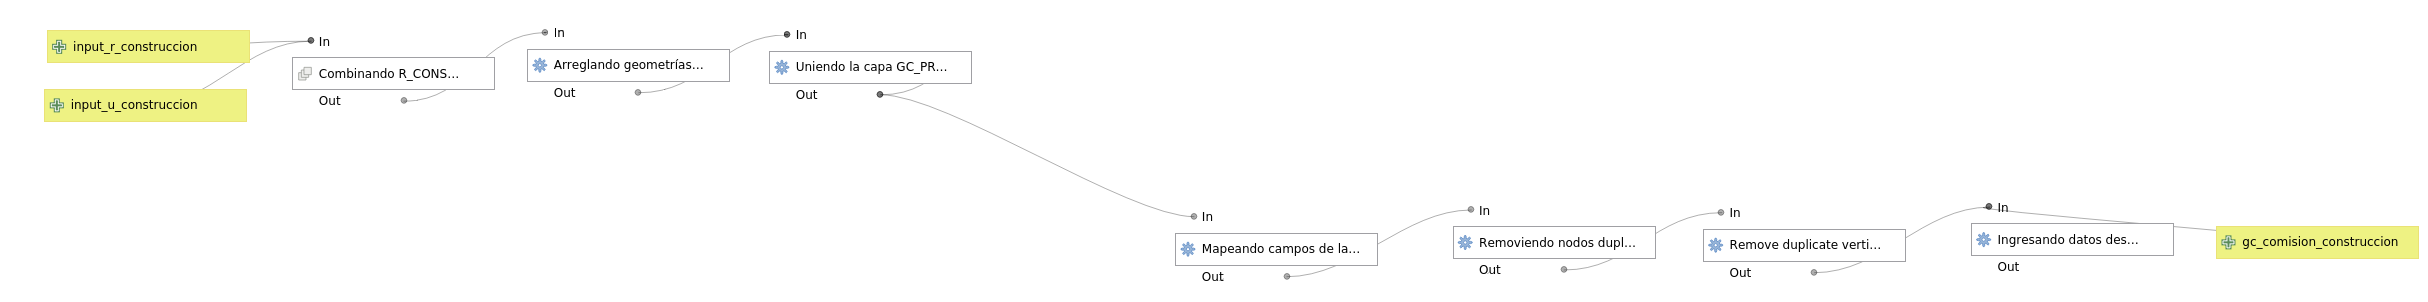 input_r_construccion
input_u_construccion
In
Combinando R_CONS…
Out
In
Arreglando geometrías…
Out
In
Uniendo la capa GC_PR…
Out
In
Mapeando campos de la…
Out
In
Removiendo nodos dupl…
Out
In
Remove duplicate verti…
Out
In
Ingresando datos des…
Out
gc_comision_construccion